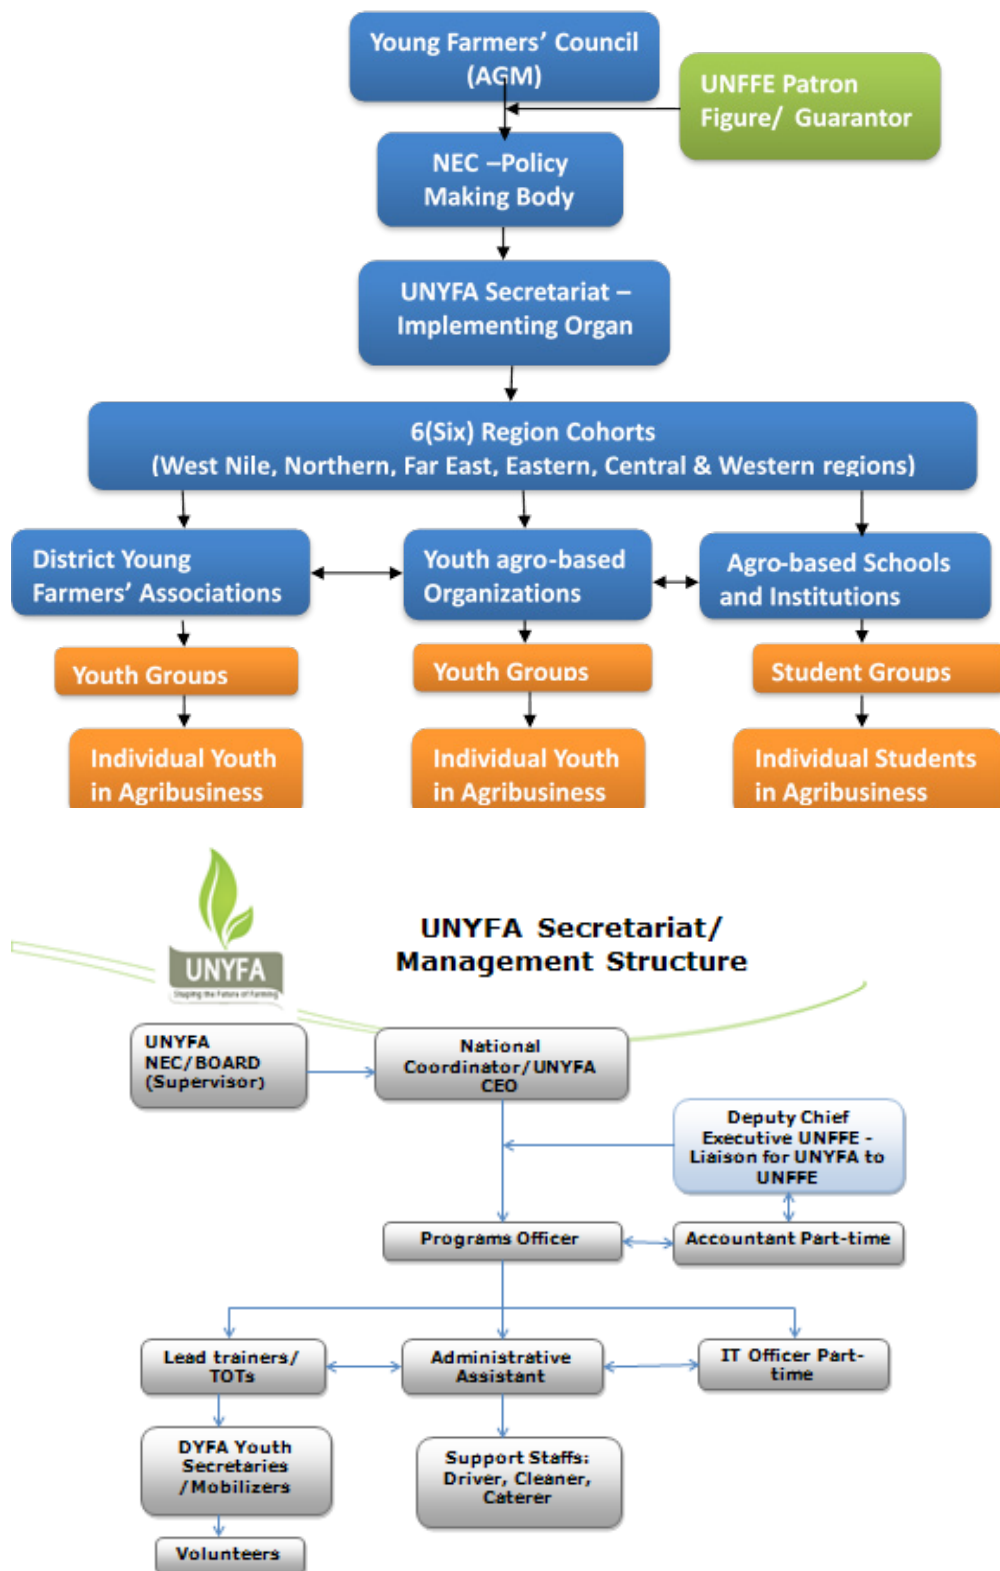 Young Farmers’ Council
(AGM)
UNFFE Patron
Figure/ Guarantor
NEC –Policy
Making Body
UNYFA Secretariat –
Implementing Organ
6(Six) Region Cohorts
(West Nile, Northern, Far East, Eastern, Central & Western regions)
District Young
Farmers’ Associations
Youth agro-based
Organizations
Agro-based Schools
and Institutions
Youth Groups
Youth Groups
Student Groups
Individual Youth
in Agribusiness
Individual Youth
in Agribusiness
Individual Students
in Agribusiness
UNYFA
Shaping the Future of Farming
UNYFA Secretariat/
Management Structure
UNYFA
NEC/BOARD
(Supervisor)
National
Coordinator/UNYFA
CEO
Deputy Chief
Executive UNFFE -
Liaison for UNYFA to
UNFFE
Programs Officer
Accountant Part-time
Lead trainers/
TOTs
Administrative
Assistant
IT Officer Part-
time
DYFA Youth
Secretaries
/Mobilizers
Support Staffs:
Driver, Cleaner,
Caterer
Volunteers